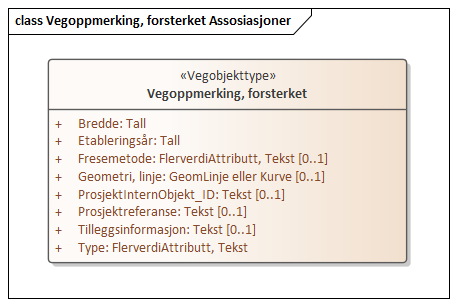 class Vegoppmerking, forsterket Assosiasjoner
«Vegobjekttype»
Vegoppmerking, forsterket
+ Bredde: Tall
+ Etableringsår: Tall
+ Fresemetode: FlerverdiAttributt, Tekst [0..1]
+ Geometri, linje: GeomLinje eller Kurve [0..1]
+ ProsjektInternObjekt_ID: Tekst [0..1]
+ Prosjektreferanse: Tekst [0..1]
+ Tilleggsinformasjon: Tekst [0..1]
+ Type: FlerverdiAttributt, Tekst